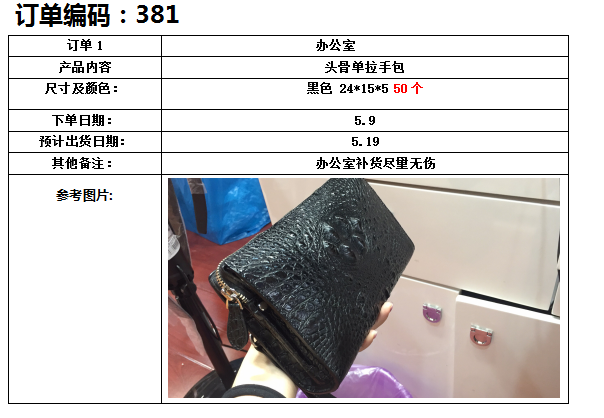 订单编码：381
订单 1 办公室
产品内容 头骨单拉手包
尺寸及颜色： 黑色 24*15*5 50 个
下单日期： 5.9
预计出货日期： 5.19
其他备注： 办公室补货尽量无伤
参考图片: